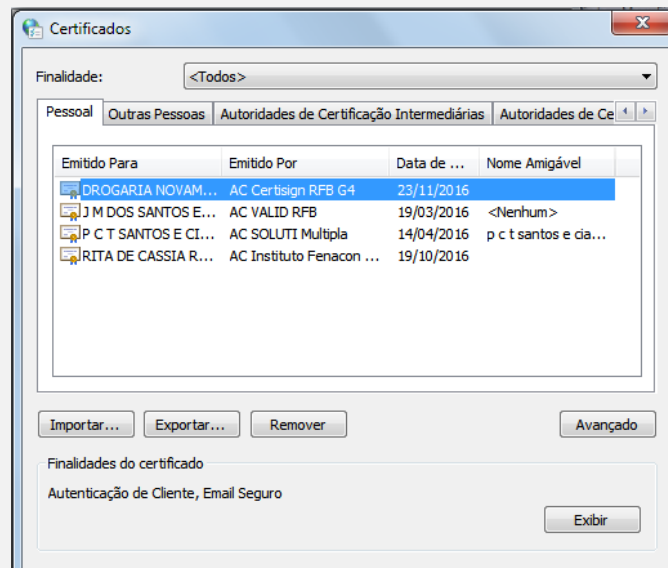 Certificados
Finalidade: <Todos>
Pessoal Outras Pessoas Autoridades de Certificação Intermediárias Autoridades de Ce
Emitido Para Emitido Por Data de ... Nome Amigável
DROGARIA NOVAM... AC Certisign RFB G4 23/11/2016
J M DOS SANTOS E... AC VALID RFB 19/03/2016 <Nenhum>
P C T SANTOS E CI... AC SOLUTI Multipla 14/04/2016 p c t santos e cia...
RITA DE CASSIA R... AC Instituto Fenacon ... 19/10/2016
Importar... Exportar... Remover Avançado
Finalidades do certificado
Autenticação de Cliente, Email Seguro
Exibir